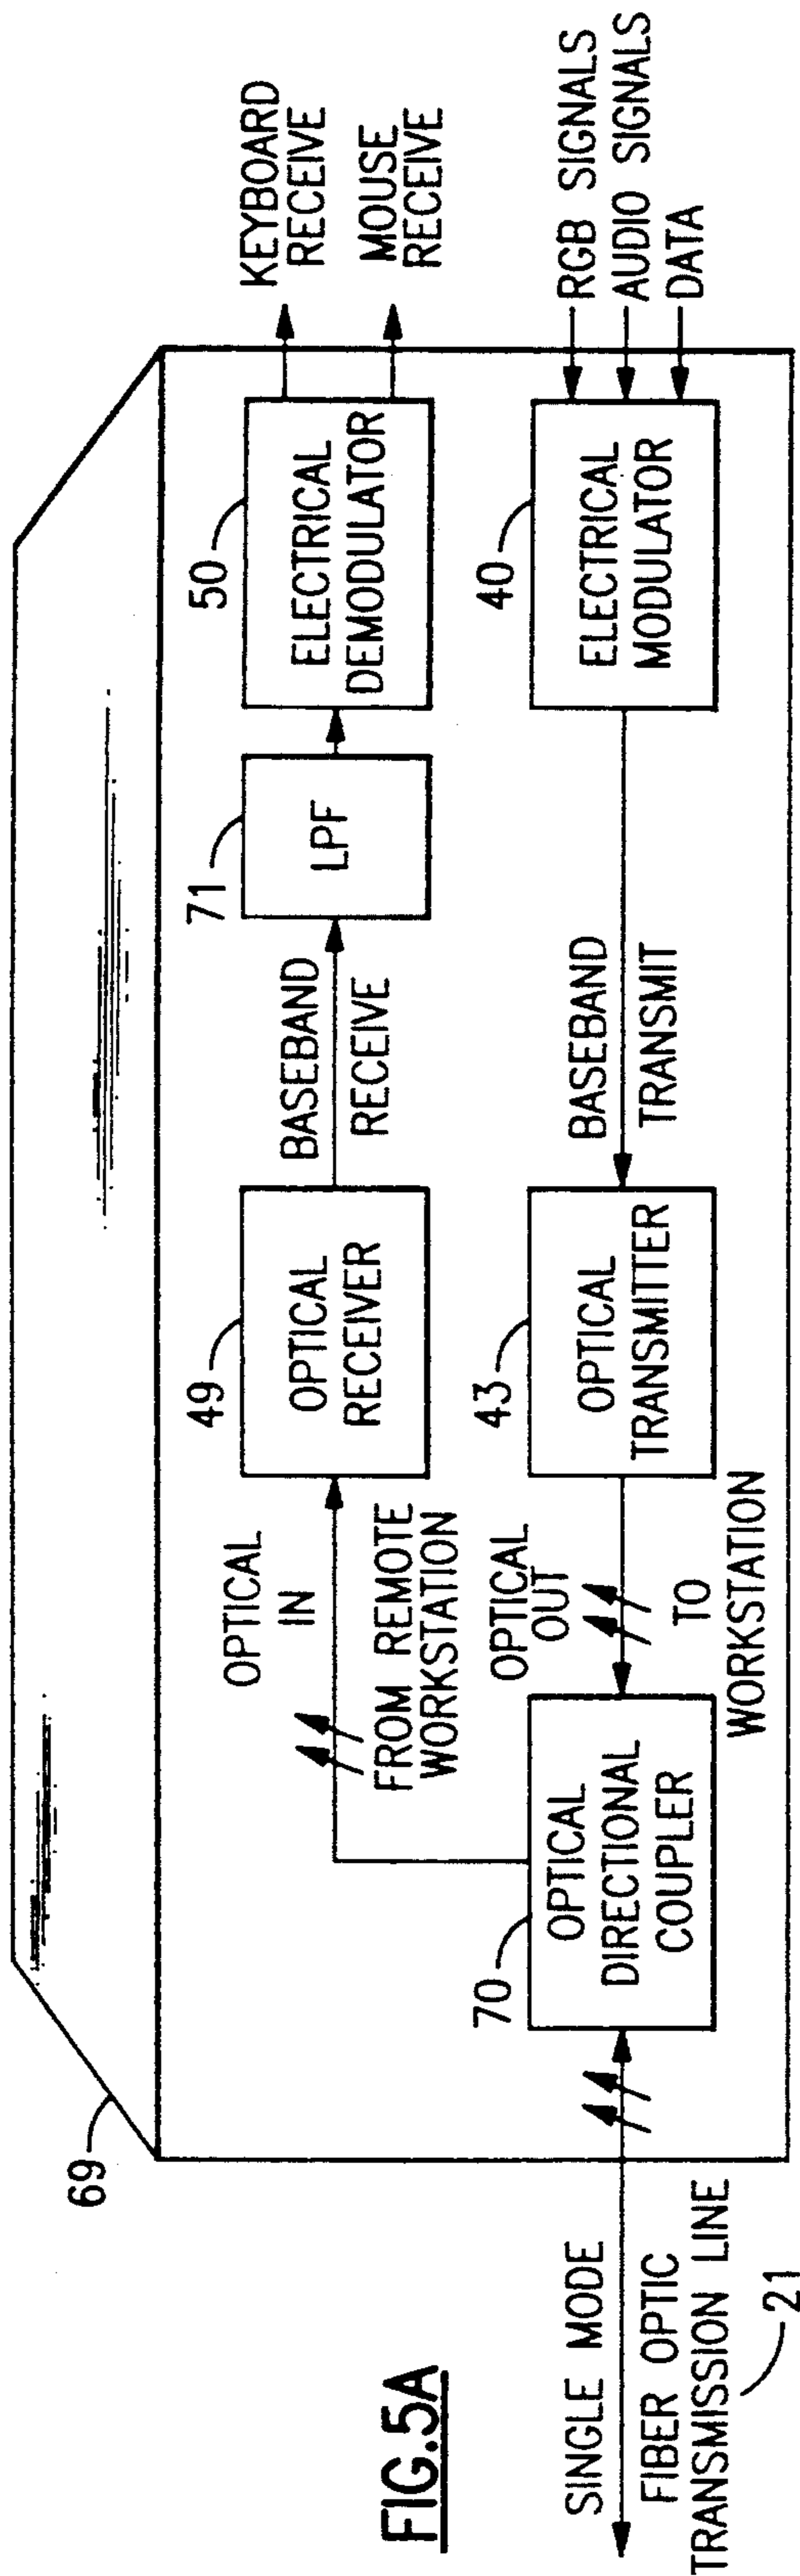 FIG.5A
69
SINGLE MODE
FIBER OPTIC
TRANSMISSION LINE
21
70
OPTICAL
DIRECTIONAL
COUPLER
OPTICAL
IN
FROM REMOTE
WORKSTATION
OPTICAL
OUT
TO
WORKSTATION
49
OPTICAL
RECEIVER
43
OPTICAL
TRANSMITTER
BASEBAND
RECEIVE
BASEBAND
TRANSMIT
71
LPF
50
ELECTRICAL
DEMODULATOR
40
ELECTRICAL
MODULATOR
KEYBOARD
RECEIVE
MOUSE
RECEIVE
RGB SIGNALS
AUDIO SIGNALS
DATA